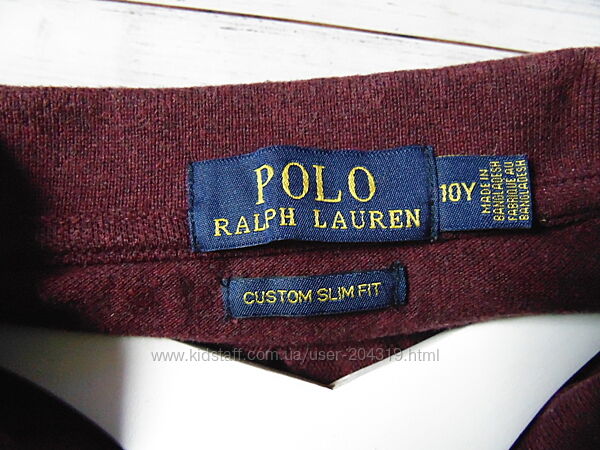 POLO
RALPH LAUREN
10Y
MADE IN
BANGLADESH
FABRIQUE AU
BANGLADESH
CUSTOM SLIM FIT
www.kidstaff.com.ua/user-204319.html